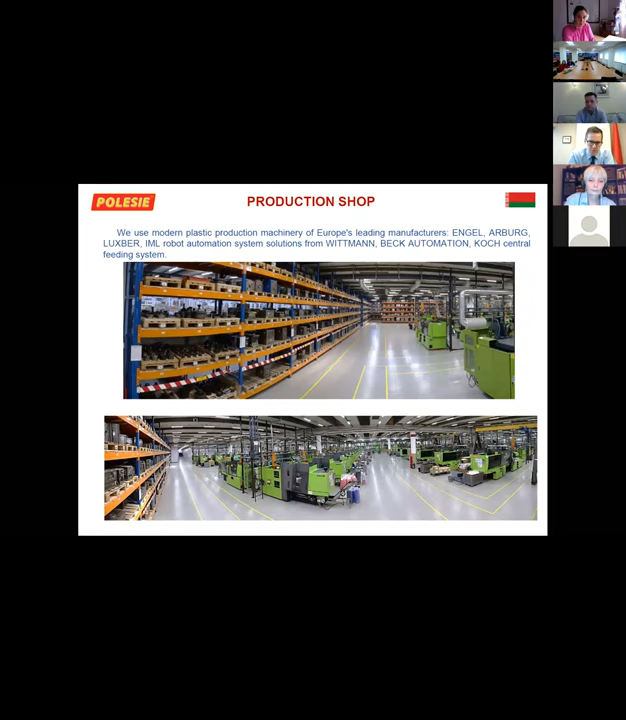 POLESIE
PRODUCTION SHOP
We use modern plastic production machinery of Europe's leading manufacturers: ENGEL, ARBURG,
LUXBER, IML robot automation system solutions from WITTMANN, BECK AUTOMATION, KOCH central
feeding system.